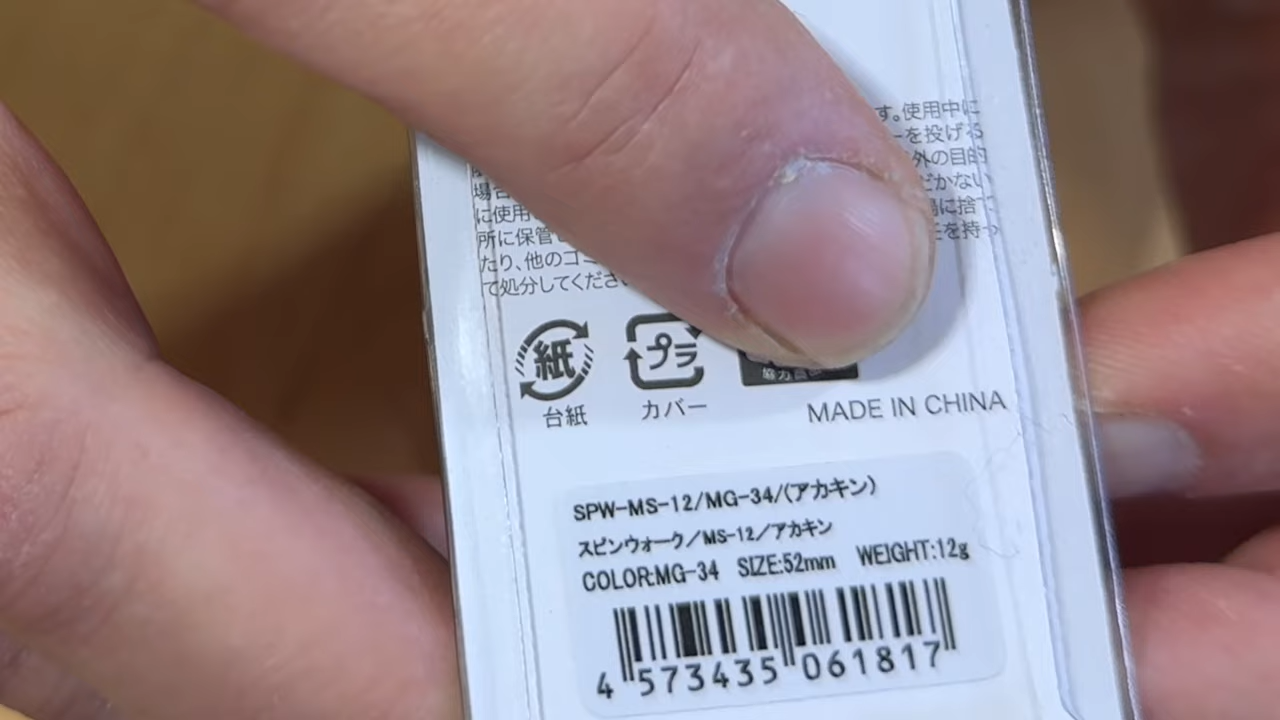 す。使用中に
ーを投げる
外の目的
場合 だかない
に使用 に捨て
所に保管 を持っ
たり、他のゴミ
て処分してください
紙 プラ
台紙 カバー
MADE IN CHINA
SPW-MS-12/MG-34/(アカキン)
スピンウォーク/MS-12/アカキン
COLOR:MG-34 SIZE:52mm WEIGHT:12g
4 573435 061817